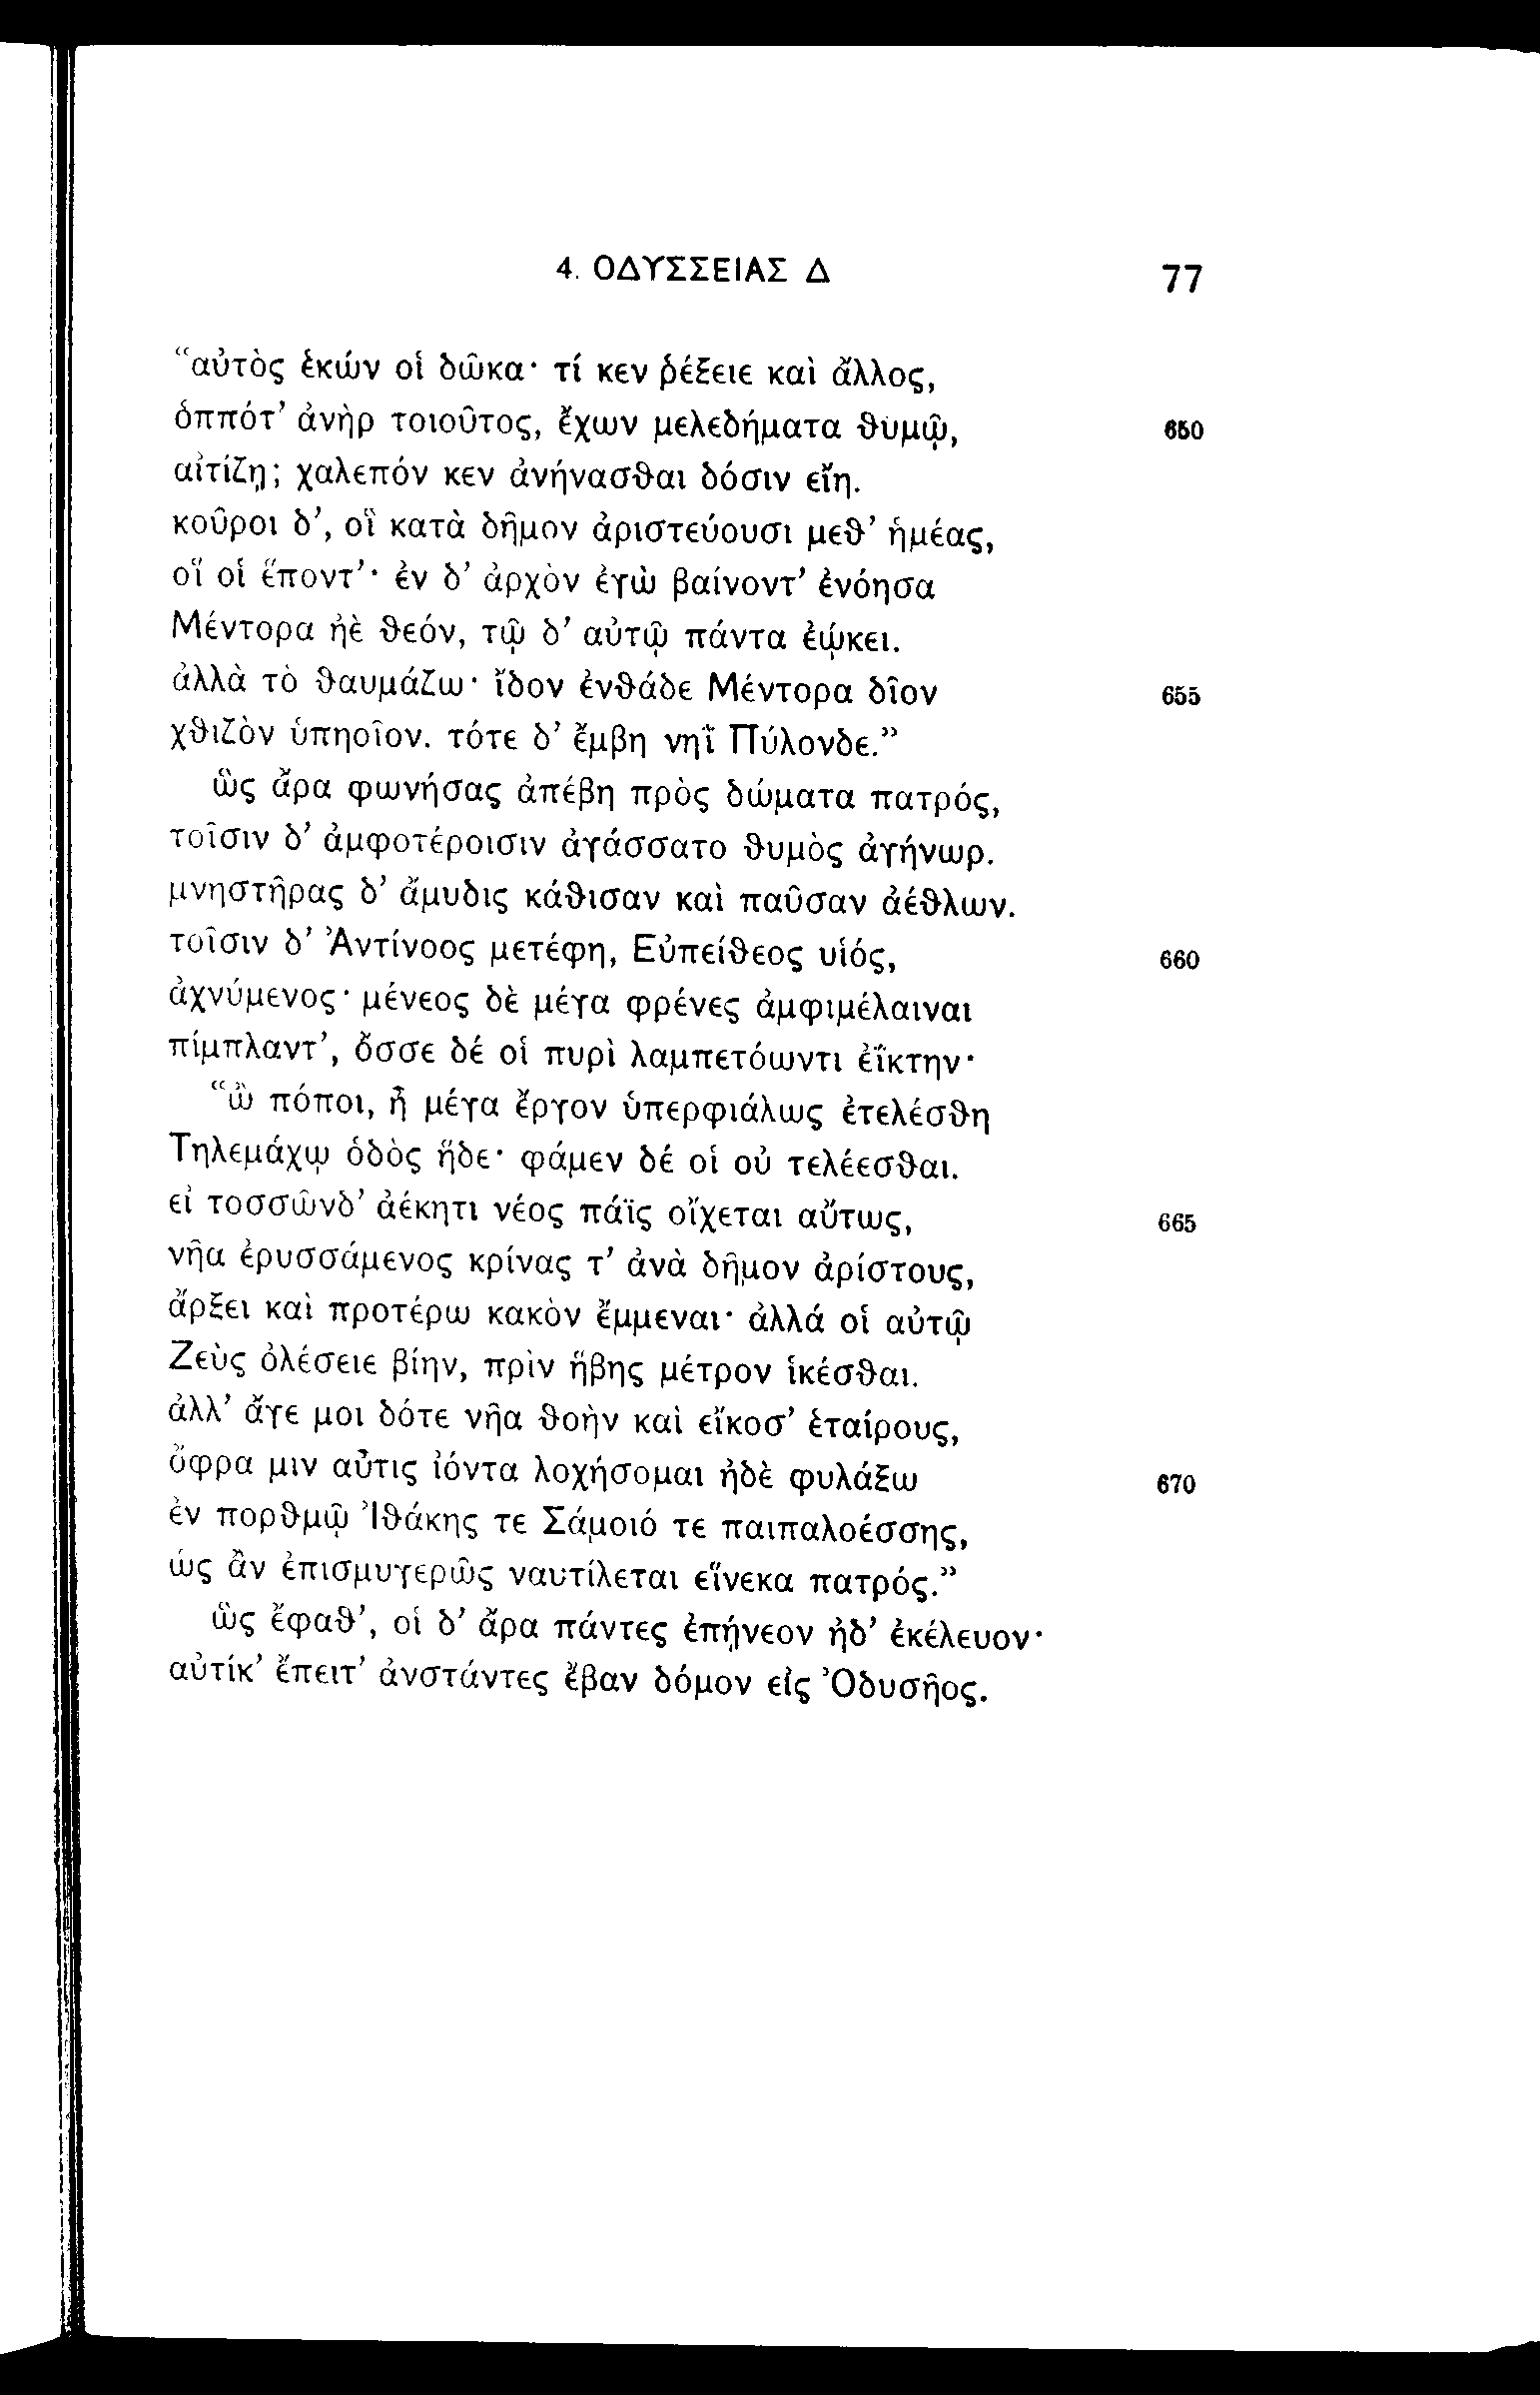 4. ΟΔΥΣΣΕΙΑΣ Δ 77
“αὐτὸς ἑκών οἱ δῶκα· τί κεν ῥέξειε καὶ ἄλλος,
ὁππότ’ ἀνὴρ τοιοῦτος, ἔχων μελεδήματα θυμῷ, 650
αἰτίζῃ; χαλεπόν κεν ἀνήνασθαι δόσιν εἴη.
κοῦροι δ’, οἳ κατὰ δῆμον ἀριστεύουσι μεθ’ ἡμέας,
οἵ οἱ ἕποντ’· ἐν δ’ ἀρχὸν ἐγὼ βαίνοντ’ ἐνόησα
Μέντορα ἠὲ θεόν, τῷ δ’ αὐτῷ πάντα ἐῴκει.
ἀλλὰ τὸ θαυμάζω· ἴδον ἐνθάδε Μέντορα δῖον 655
χθιζὸν ὑπηοῖον. τότε δ’ ἔμβη νηῒ Πύλονδε.”
ὣς ἄρα φωνήσας ἀπέβη πρὸς δώματα πατρός,
τοῖσιν δ’ ἀμφοτέροισιν ἀγάσσατο θυμὸς ἀγήνωρ.
μνηστῆρας δ’ ἄμυδις κάθισαν καὶ παῦσαν ἀέθλων.
τοῖσιν δ’ Ἀντίνοος μετέφη, Εὐπείθεος υἱός, 660
ἀχνύμενος· μένεος δὲ μέγα φρένες ἀμφιμέλαιναι
πίμπλαντ’, ὄσσε δέ οἱ πυρὶ λαμπετόωντι ἐΐκτην·
“ὢ πόποι, ἦ μέγα ἔργον ὑπερφιάλως ἐτελέσθη
Τηλεμάχῳ ὁδὸς ἥδε· φάμεν δέ οἱ οὐ τελέεσθαι.
εἰ τοσσῶνδ’ ἀέκητι νέος πάϊς οἴχεται αὔτως, 665
νῆα ἐρυσσάμενος κρίνας τ’ ἀνὰ δῆμον ἀρίστους,
ἄρξει καὶ προτέρω κακὸν ἔμμεναι· ἀλλά οἱ αὐτῷ
Ζεὺς ὀλέσειε βίην, πρὶν ἥβης μέτρον ἱκέσθαι.
ἀλλ’ ἄγε μοι δότε νῆα θοὴν καὶ εἴκοσ’ ἑταίρους,
ὄφρα μιν αὖτις ἰόντα λοχήσομαι ἠδὲ φυλάξω 670
ἐν πορθμῷ Ἰθάκης τε Σάμοιό τε παιπαλοέσσης,
ὡς ἂν ἐπισμυγερῶς ναυτίλεται εἵνεκα πατρός.”
ὣς ἔφαθ’, οἱ δ’ ἄρα πάντες ἐπῄνεον ἠδ’ ἐκέλευον·
αὐτίκ’ ἔπειτ’ ἀνστάντες ἔβαν δόμον εἰς Ὀδυσῆος.